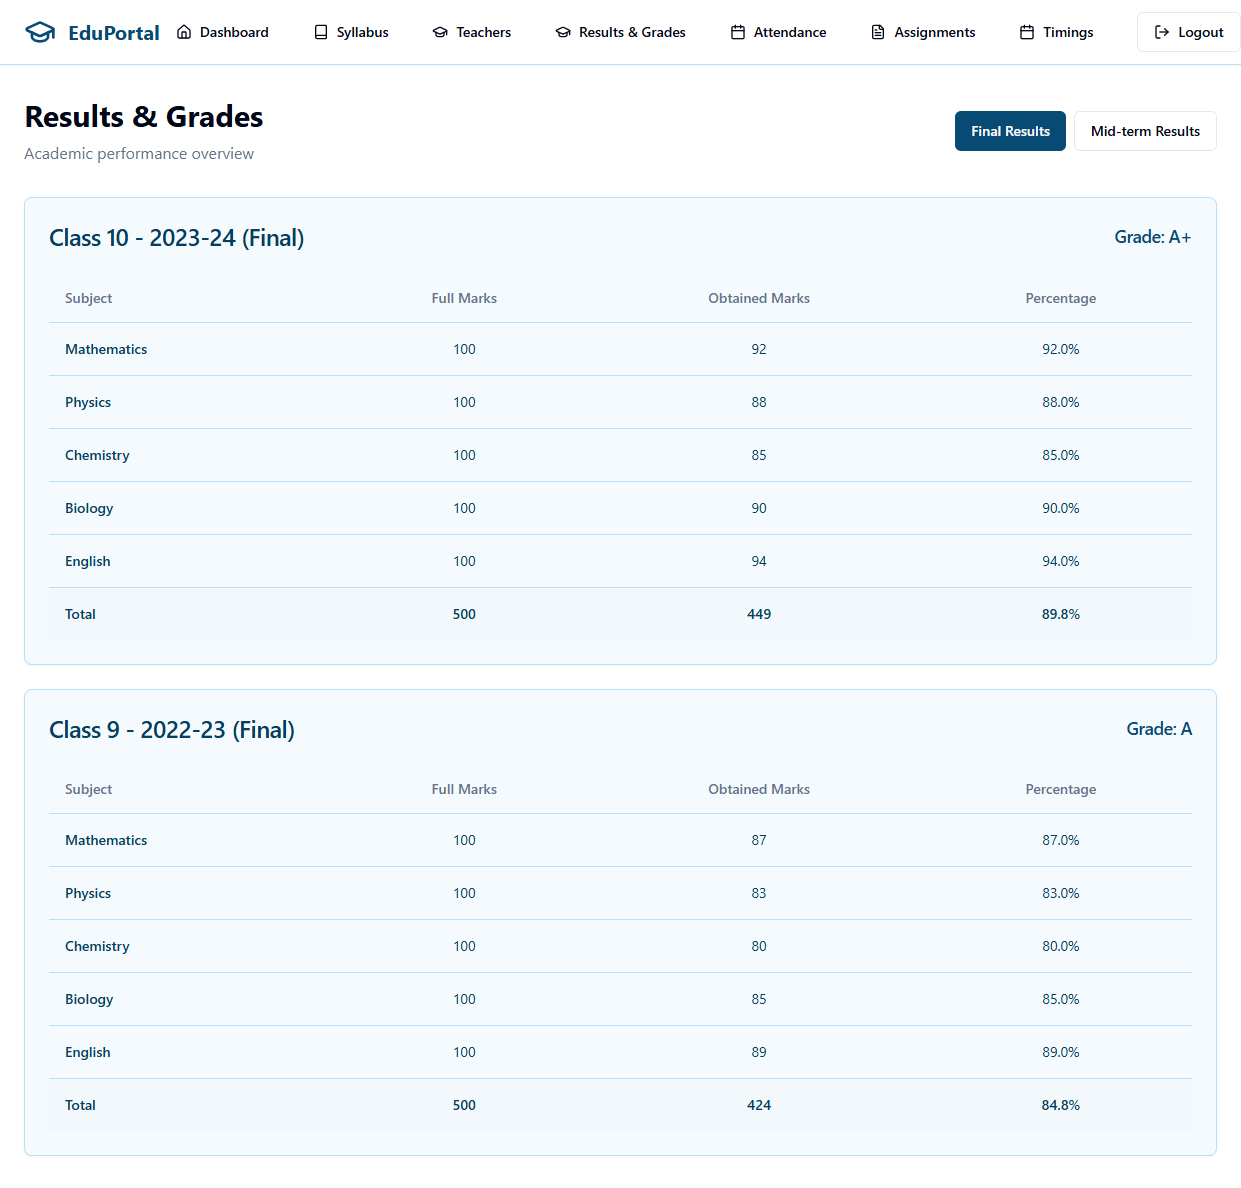 EduPortal Dashboard Syllabus Teachers Results & Grades Attendance Assignments Timings Logout
Results & Grades
Academic performance overview
Final Results Mid-term Results
Class 10 - 2023-24 (Final) Grade: A+
Subject Full Marks Obtained Marks Percentage
Mathematics 100 92 92.0%
Physics 100 88 88.0%
Chemistry 100 85 85.0%
Biology 100 90 90.0%
English 100 94 94.0%
Total 500 449 89.8%
Class 9 - 2022-23 (Final) Grade: A
Subject Full Marks Obtained Marks Percentage
Mathematics 100 87 87.0%
Physics 100 83 83.0%
Chemistry 100 80 80.0%
Biology 100 85 85.0%
English 100 89 89.0%
Total 500 424 84.8%